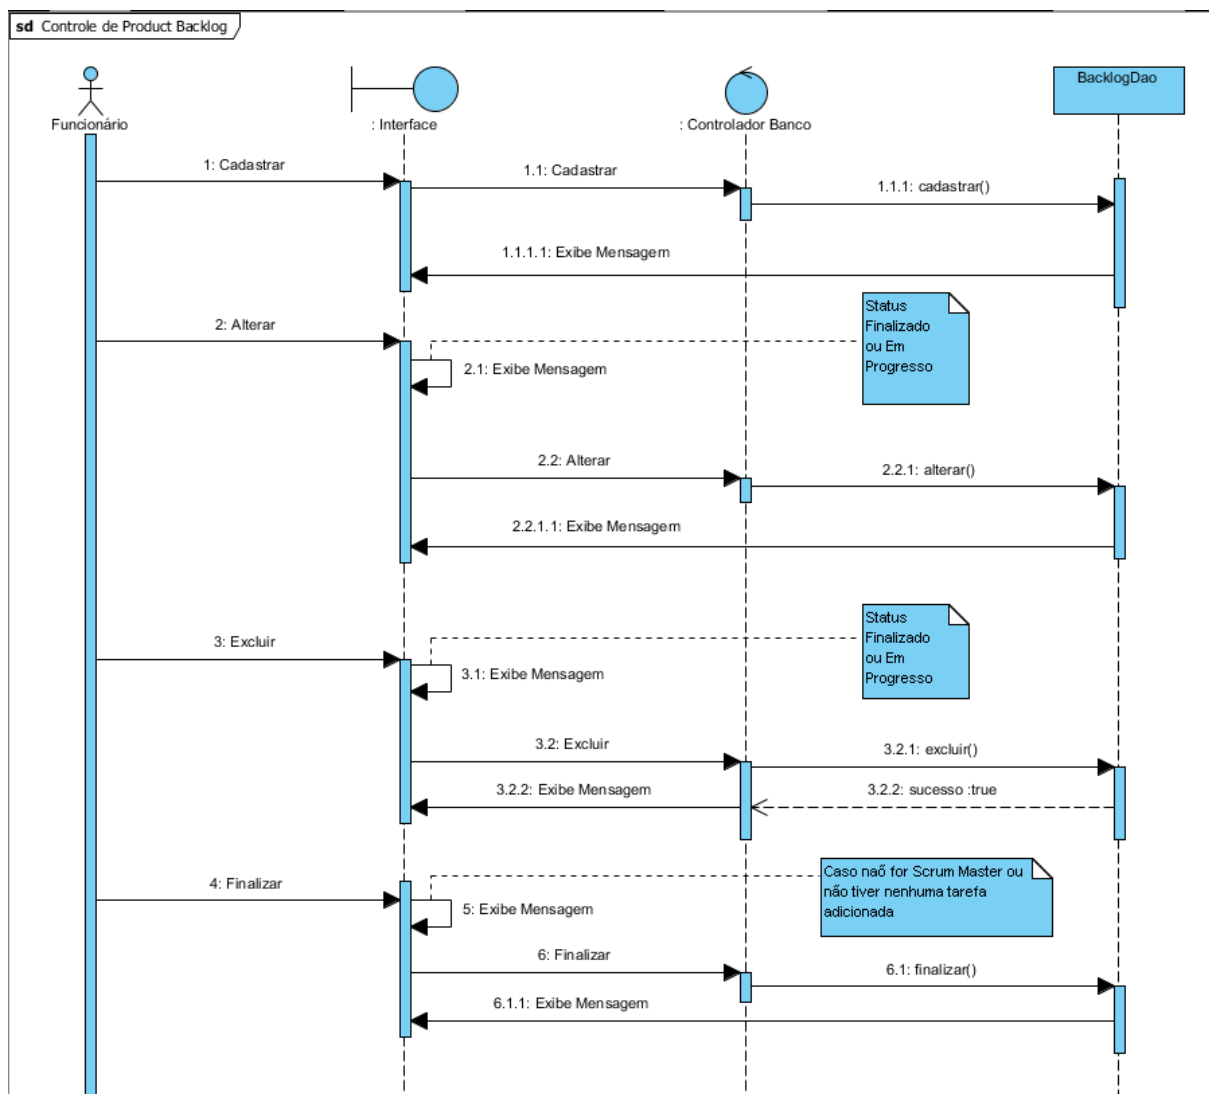 sd Controle de Product Backlog
BacklogDao
Funcionário
: Interface
: Controlador Banco
1: Cadastrar
1.1: Cadastrar
1.1.1: cadastrar()
1.1.1.1: Exibe Mensagem
Status
Finalizado
ou Em
Progresso
2: Alterar
2.1: Exibe Mensagem
2.2: Alterar
2.2.1: alterar()
2.2.1.1: Exibe Mensagem
Status
Finalizado
ou Em
Progresso
3: Excluir
3.1: Exibe Mensagem
3.2: Excluir
3.2.1: excluir()
3.2.2: Exibe Mensagem
3.2.2: sucesso :true
Caso naõ for Scrum Master ou
não tiver nenhuma tarefa
adicionada
4: Finalizar
5: Exibe Mensagem
6: Finalizar
6.1: finalizar()
6.1.1: Exibe Mensagem